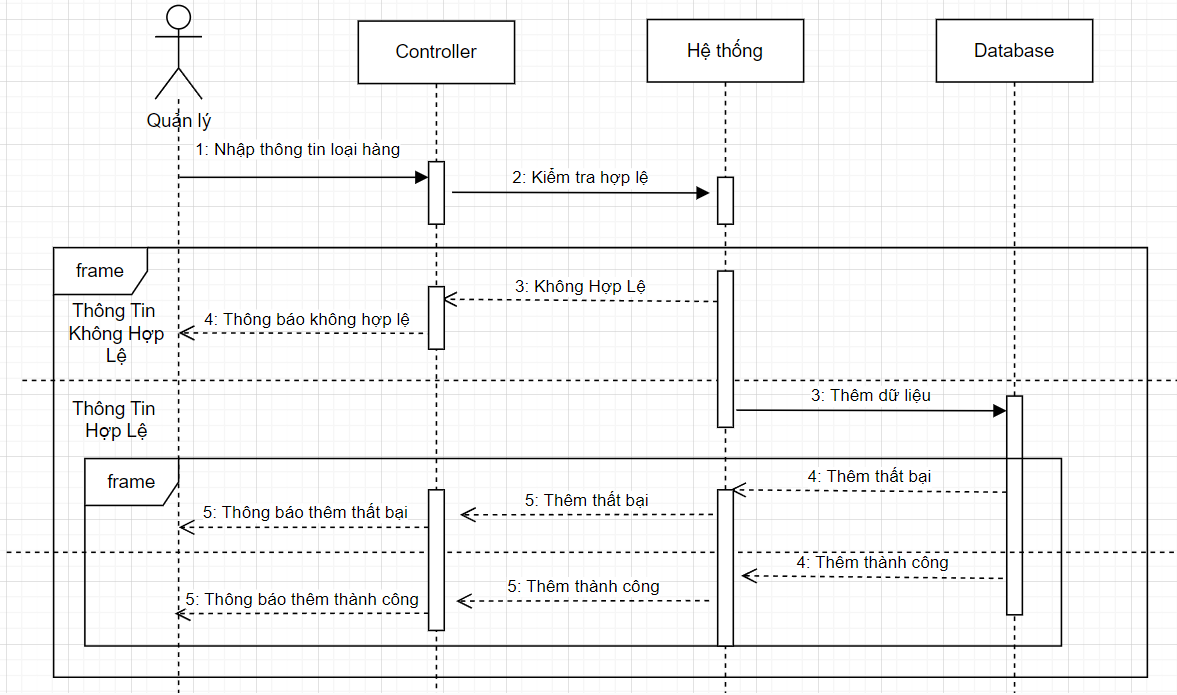 Controller
Hệ thống
Database
Quản lý
1: Nhập thông tin loại hàng
2: Kiểm tra hợp lệ
frame
3: Không Hợp Lệ
Thông Tin
Không Hợp
Lệ
4: Thông báo không hợp lệ
3: Thêm dữ liệu
Thông Tin
Hợp Lệ
frame
4: Thêm thất bại
5: Thêm thất bại
5: Thông báo thêm thất bại
4: Thêm thành công
5: Thêm thành công
5: Thông báo thêm thành công